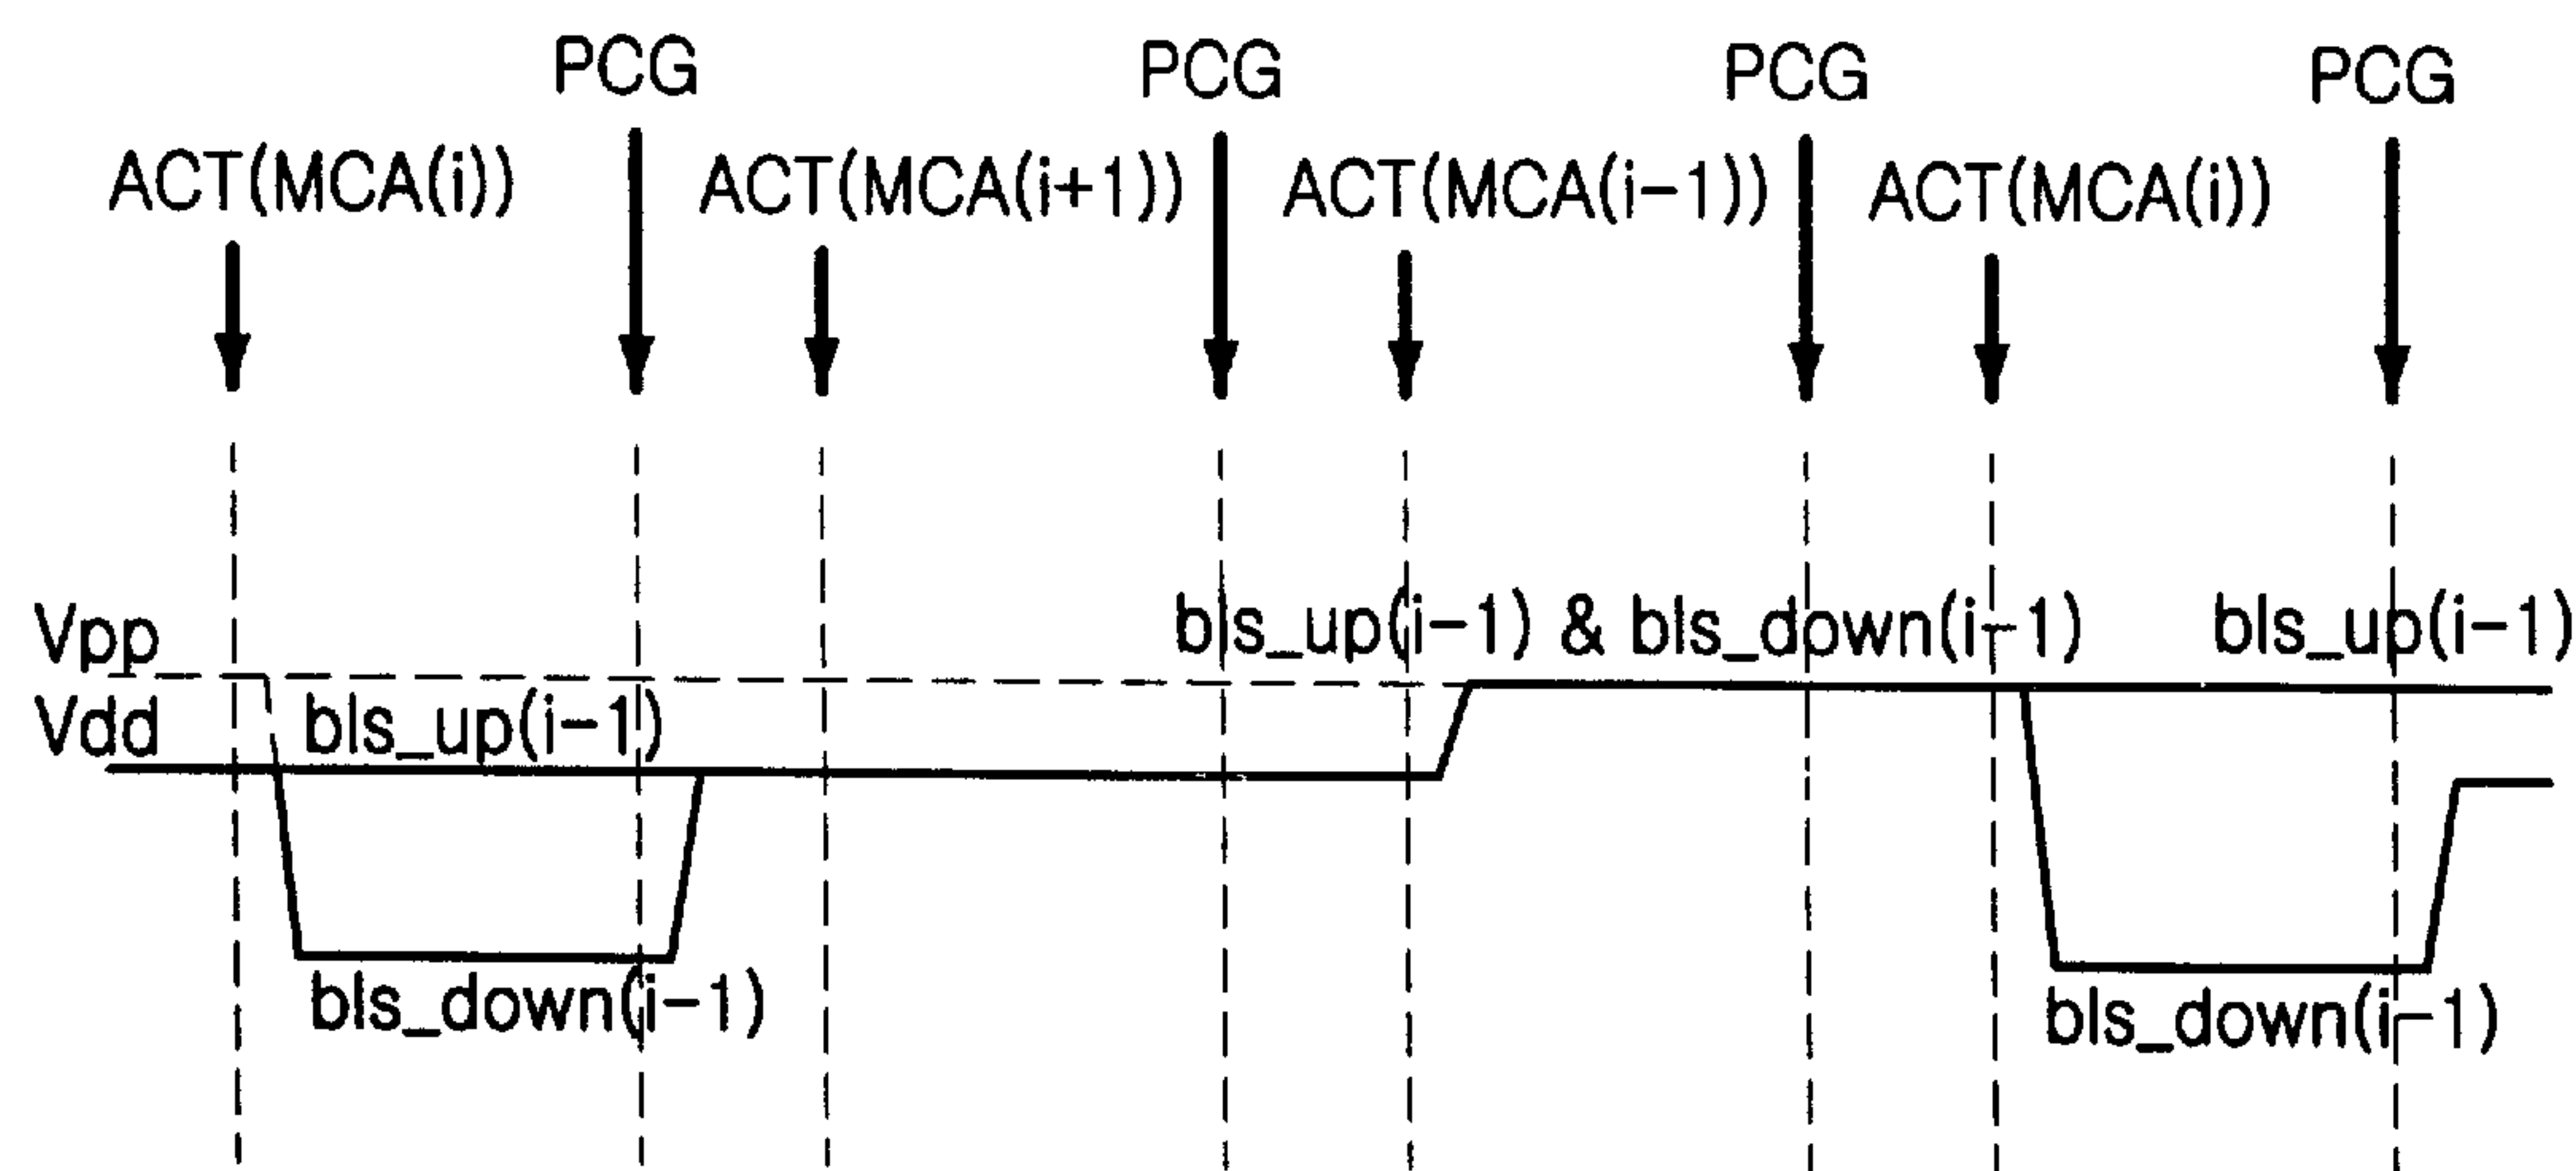 PCG PCG PCG PCG
ACT(MCA(i)) ACT(MCA(i+1)) ACT(MCA(i-1)) ACT(MCA(i))
Vpp bls_up(i-1) & bls_down(i-1) bls_up(i-1)
Vdd bls_up(i-1)
bls_down(i-1) bls_down(i-1)